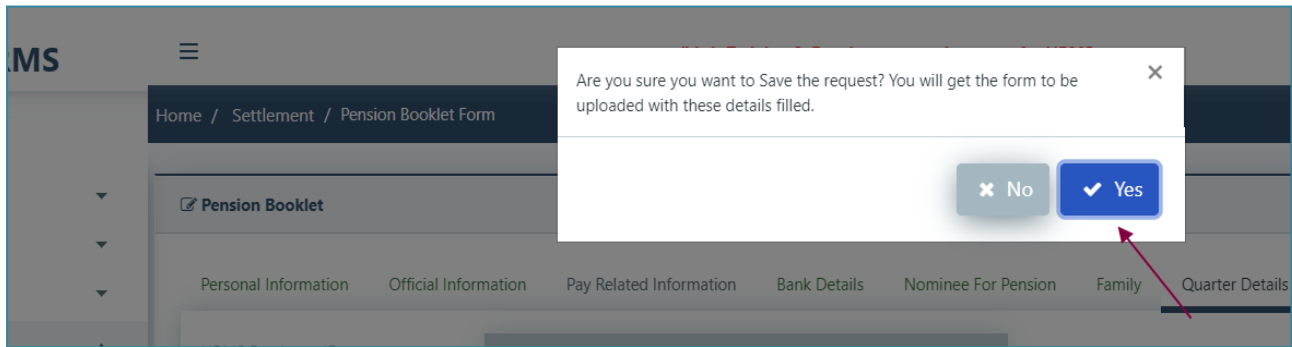 MS
Are you sure you want to Save the request? You will get the form to be
uploaded with these details filled.
Home / Settlement / Pension Booklet Form
No Yes
Pension Booklet
Personal Information Official Information Pay Related Information Bank Details Nominee For Pension Family Quarter Details